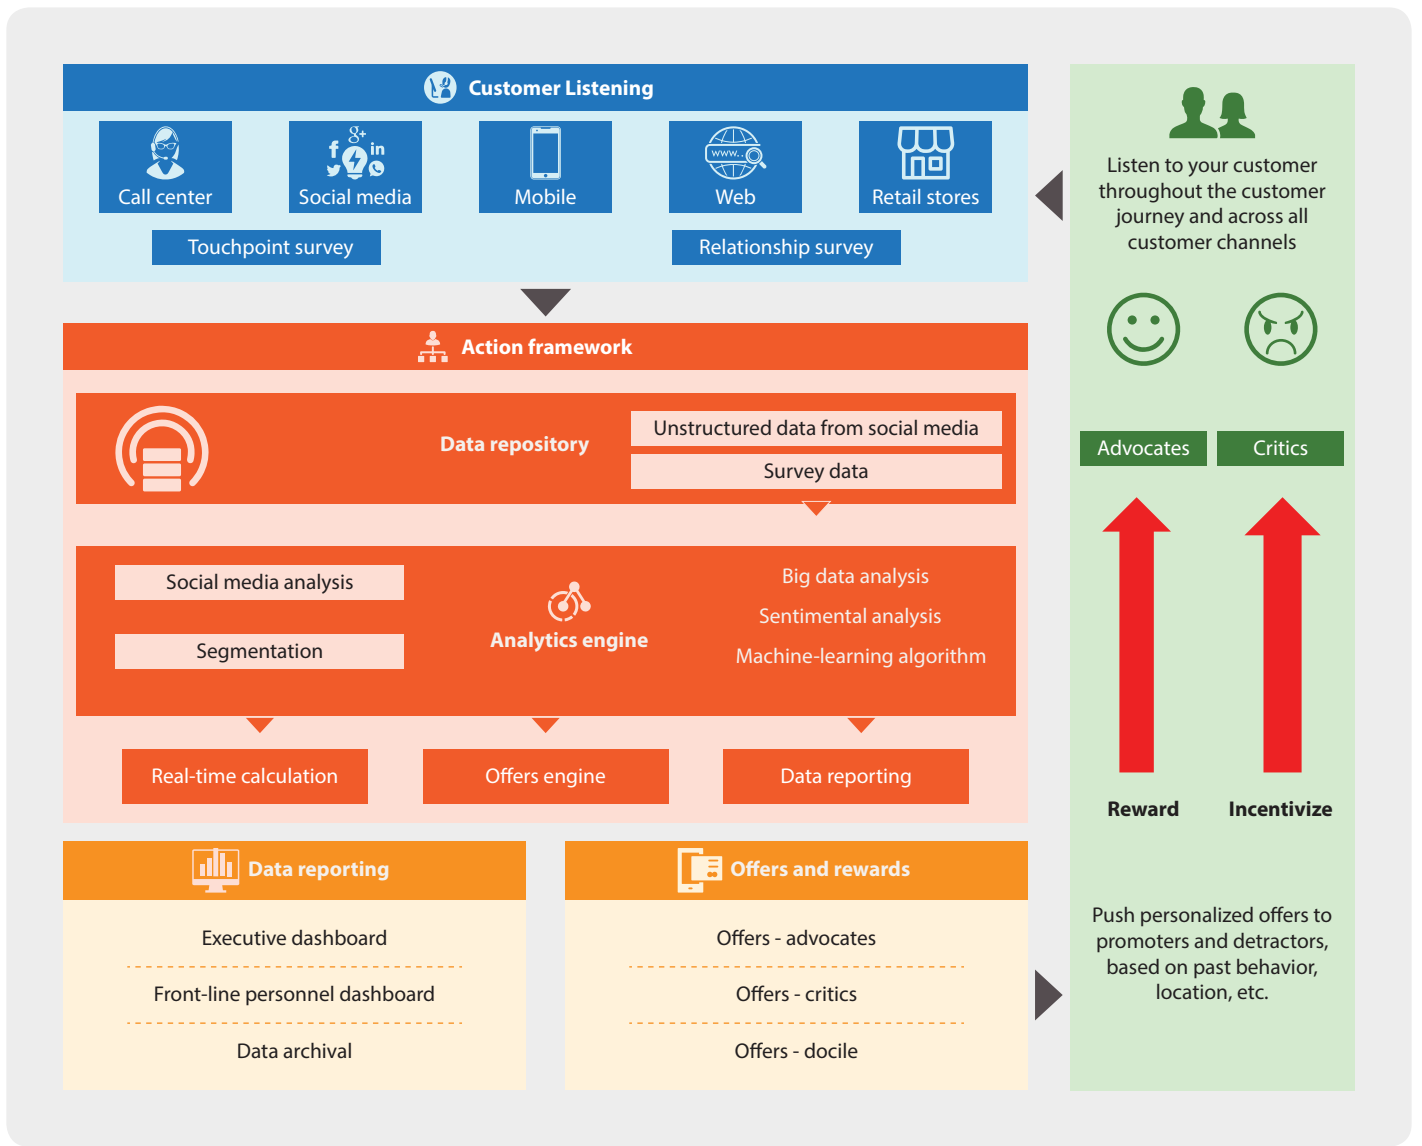 Customer Listening
g+
f
in
www..
Call center
Social media
Mobile
Web
Retail stores
Touchpoint survey
Relationship survey
Action framework
Data repository
Unstructured data from social media
Survey data
Social media analysis
Segmentation
Analytics engine
Big data analysis
Sentimental analysis
Machine-learning algorithm
Real-time calculation
Offers engine
Data reporting
Data reporting
Executive dashboard
Front-line personnel dashboard
Data archival
Offers and rewards
Offers - advocates
Offers - critics
Offers - docile
Listen to your customer
throughout the customer
journey and across all
customer channels
Advocates
Critics
Reward
Incentivize
Push personalized offers to
promoters and detractors,
based on past behavior,
location, etc.